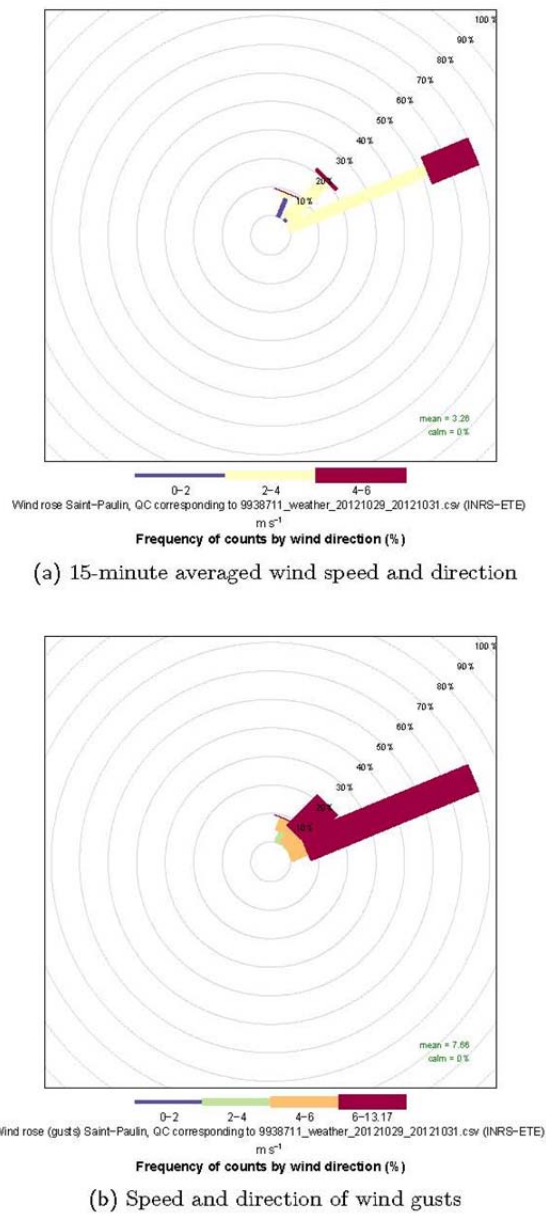 100%
90%
80%
70%
60%
50%
40%
30%
20%
10%
mean = 3.26
calm = 0%
0−2 2−4 4−6
Wind rose Saint−Paulin, QC corresponding to 9938711_weather_20121029_20121031.csv (INRS−ETE)
m s⁻¹
Frequency of counts by wind direction (%)
(a) 15-minute averaged wind speed and direction
100%
90%
80%
70%
60%
50%
40%
30%
20%
10%
mean = 7.66
calm = 0%
0−2 2−4 4−6 6−13.17
Wind rose (gusts) Saint−Paulin, QC corresponding to 9938711_weather_20121029_20121031.csv (INRS−ETE)
m s⁻¹
Frequency of counts by wind direction (%)
(b) Speed and direction of wind gusts